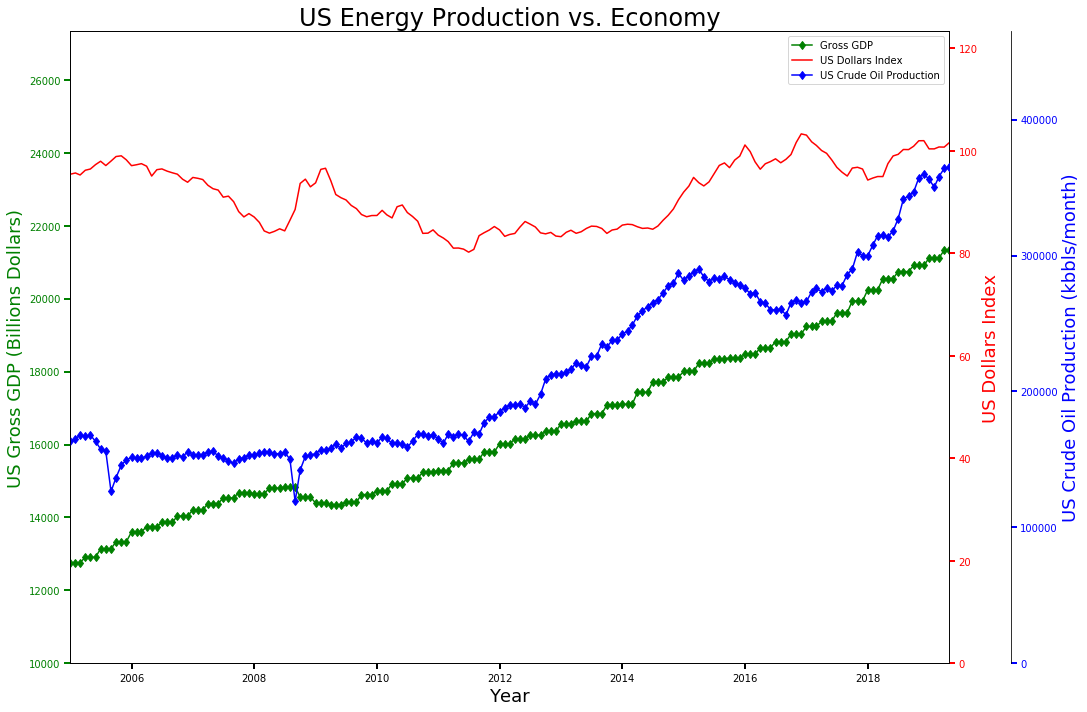 US Energy Production vs. Economy
Gross GDP
US Dollars Index
US Crude Oil Production
US Gross GDP (Billions Dollars)
26000
24000
22000
20000
18000
16000
14000
12000
10000
120
100
80
60
40
20
0
US Dollars Index
400000
300000
200000
100000
0
US Crude Oil Production (kbbls/month)
2006 2008 2010 2012 2014 2016 2018
Year